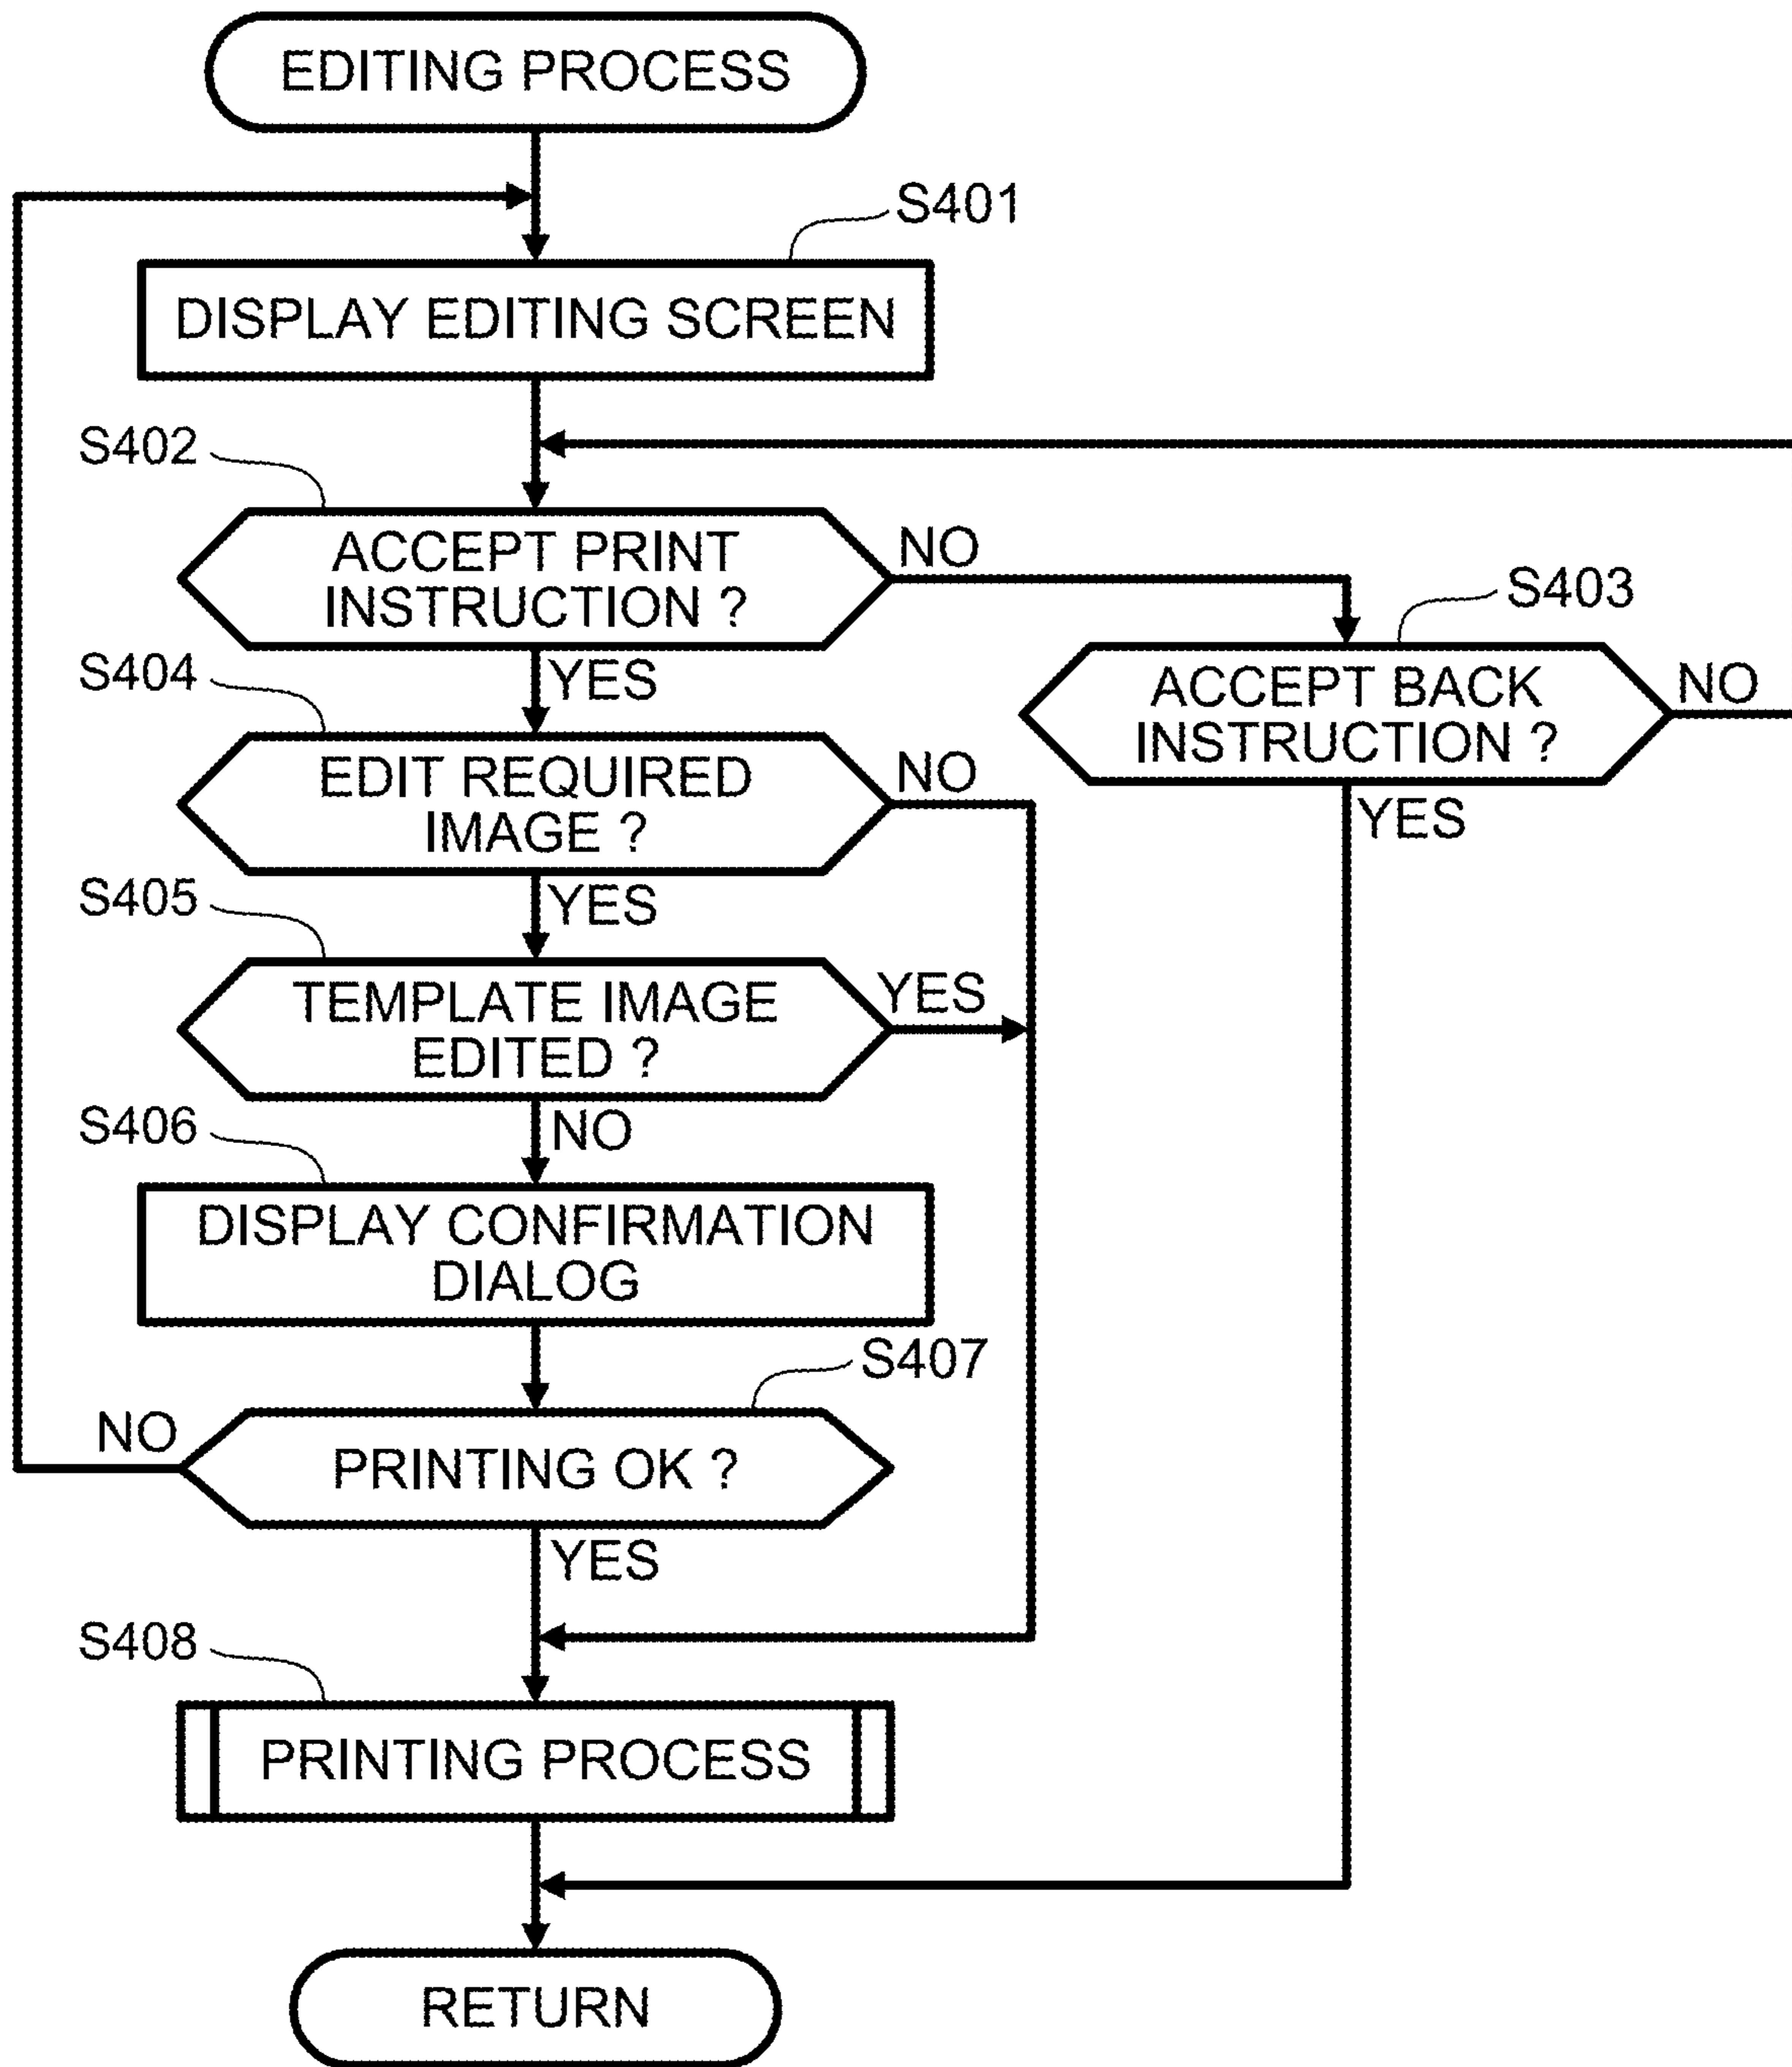 EDITING PROCESS
S401
DISPLAY EDITING SCREEN
S402
ACCEPT PRINT
INSTRUCTION ?
NO
YES
S403
ACCEPT BACK
INSTRUCTION ?
NO
YES
S404
EDIT REQUIRED
IMAGE ?
NO
YES
S405
TEMPLATE IMAGE
EDITED ?
YES
NO
S406
DISPLAY CONFIRMATION
DIALOG
S407
PRINTING OK ?
NO
YES
S408
PRINTING PROCESS
RETURN